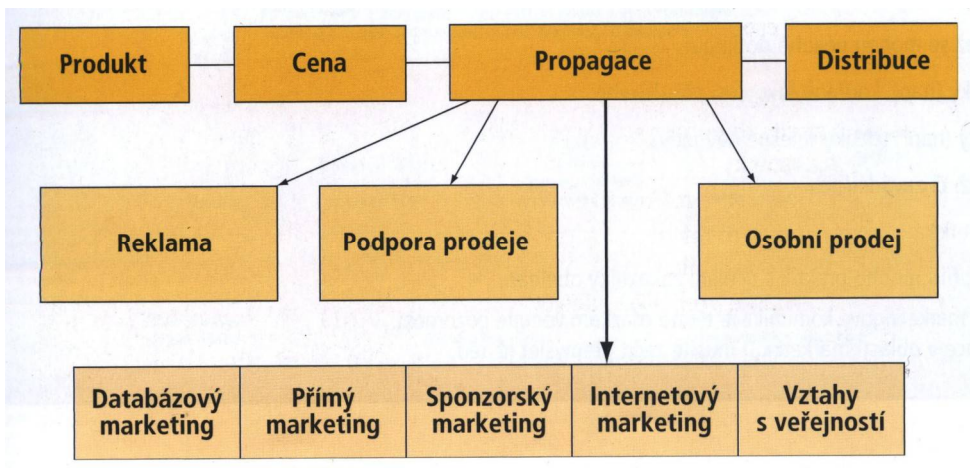 Produkt
Cena
Propagace
Distribuce
Reklama
Podpora prodeje
Osobní prodej
Databázový
marketing
Přímý
marketing
Sponzorský
marketing
Internetový
marketing
Vztahy
s veřejností